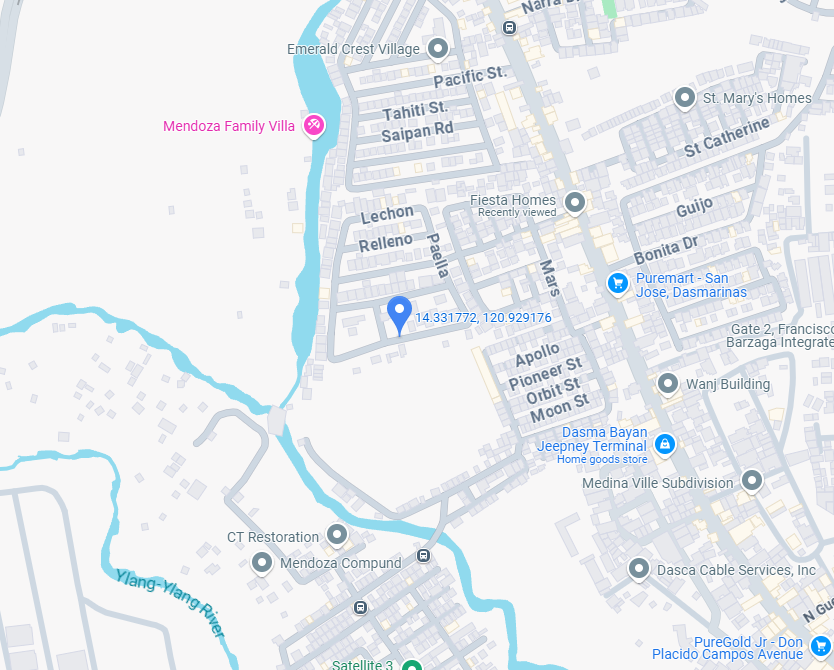 Narra B
Emerald Crest Village
Pacific St.
St. Mary's Homes
Tahiti St.
Mendoza Family Villa
Saipan Rd
St Catherine
Fiesta Homes
Recently viewed
Lechon
Guijo
Relleno
Paella
Bonita Dr
Mars
Puremart - San
Jose, Dasmarinas
14.331772, 120.929176
Gate 2, Francisco
Barzaga Integrate
Apollo
Pioneer St
Orbit St
Moon St
Wanj Building
Dasma Bayan
Jeepney Terminal
Home goods store
Medina Ville Subdivision
CT Restoration
Mendoza Compund
Dasca Cable Services, Inc
Ylang-Ylang River
N Gue
PureGold Jr - Don
Placido Campos Avenue
Satellite 3